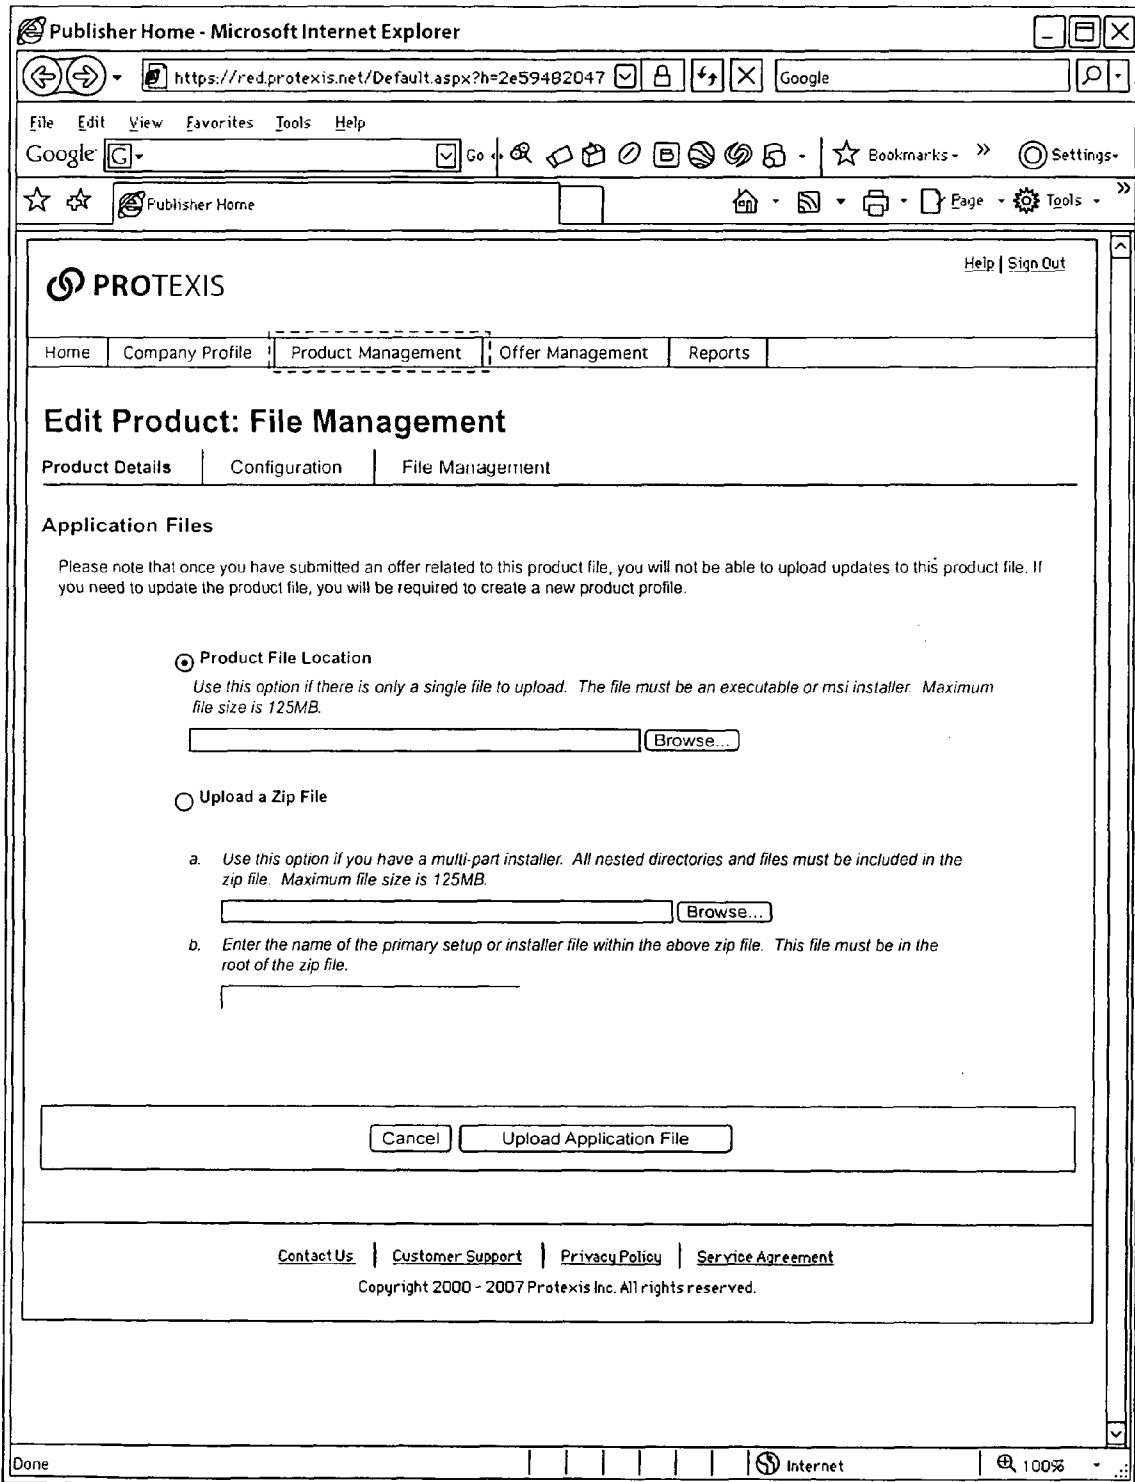 Publisher Home - Microsoft Internet Explorer
https://red.protexis.net/Default.aspx?h=2e59482047 Google
File Edit View Favorites Tools Help
Google G Go Bookmarks Settings
Publisher Home Page Tools
PROTEXIS Help | Sign Out
Home Company Profile Product Management Offer Management Reports
Edit Product: File Management
Product Details Configuration File Management
Application Files
Please note that once you have submitted an offer related to this product file, you will not be able to upload updates to this product file. If
you need to update the product file, you will be required to create a new product profile.
Product File Location
Use this option if there is only a single file to upload. The file must be an executable or msi installer. Maximum
file size is 125MB.
Browse...
Upload a Zip File
a. Use this option if you have a multi-part installer. All nested directories and files must be included in the
zip file. Maximum file size is 125MB.
Browse...
b. Enter the name of the primary setup or installer file within the above zip file. This file must be in the
root of the zip file.
Cancel Upload Application File
Contact Us | Customer Support | Privacy Policy | Service Agreement
Copyright 2000 - 2007 Protexis Inc. All rights reserved.
Done Internet 100%